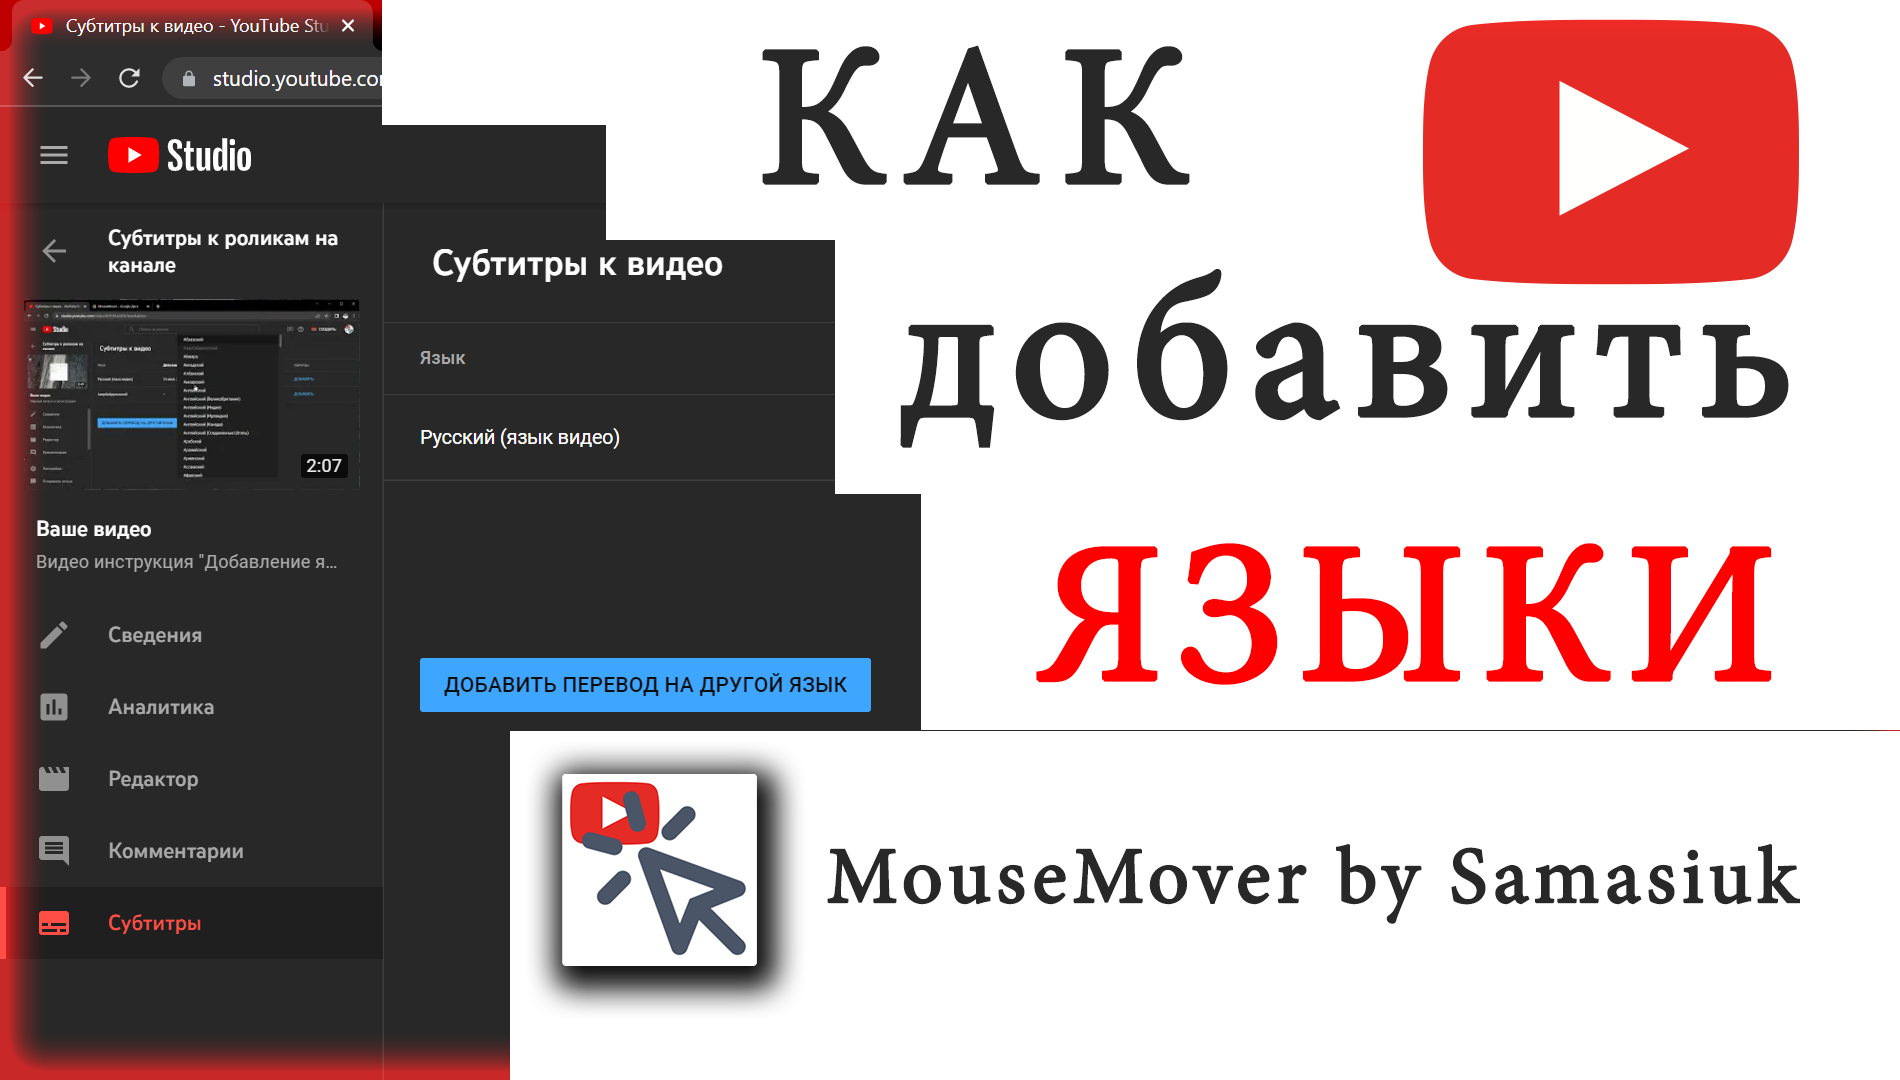 Субтитры к видео - YouTube Stu
studio.youtube.co
Studio
Субтитры к роликам на
канале
2:07
Ваше видео
Видео инструкция "Добавление я...
Сведения
Аналитика
Редактор
Комментарии
Субтитры
Субтитры к видео
Язык
Русский (язык видео)
ДОБАВИТЬ ПЕРЕВОД НА ДРУГОЙ ЯЗЫК
КАК
добавить
ЯЗЫКИ
MouseMover by Samasiuk